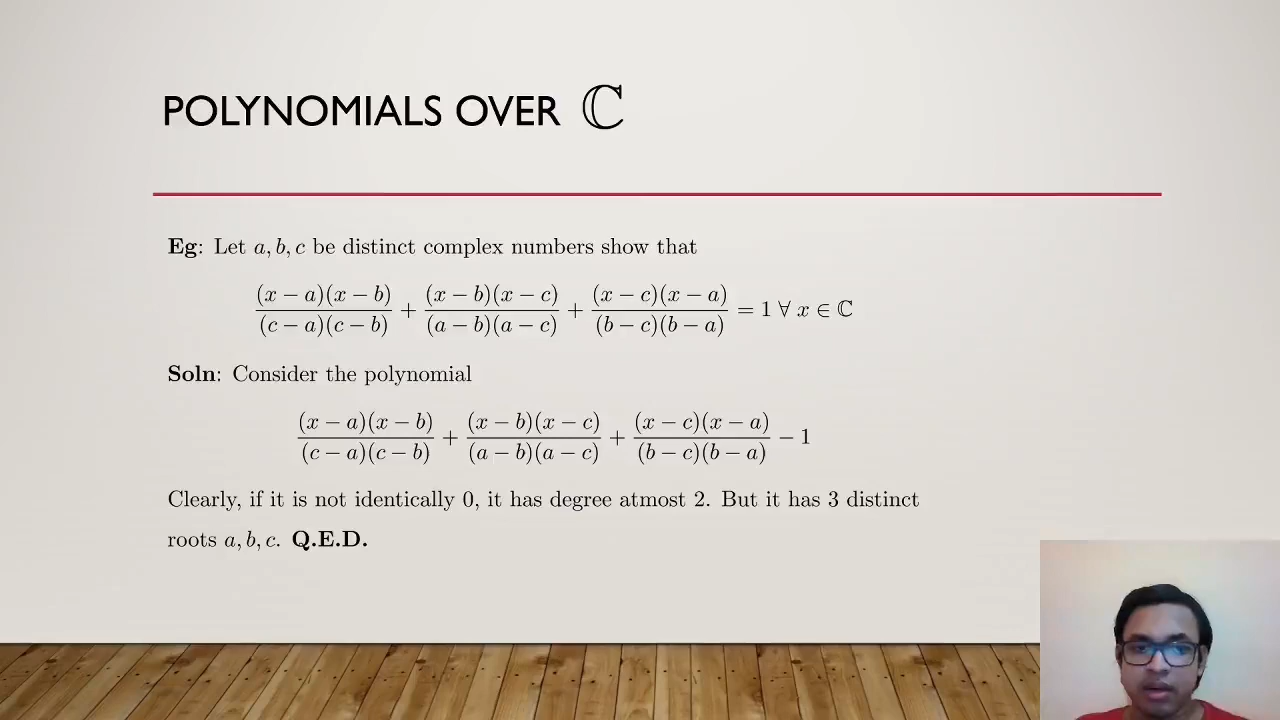 POLYNOMIALS OVER ℂ
Eg: Let a, b, c be distinct complex numbers show that
(x − a)(x − b)/(c − a)(c − b) + (x − b)(x − c)/(a − b)(a − c) + (x − c)(x − a)/(b − c)(b − a) = 1 ∀ x ∈ ℂ
Soln: Consider the polynomial
(x − a)(x − b)/(c − a)(c − b) + (x − b)(x − c)/(a − b)(a − c) + (x − c)(x − a)/(b − c)(b − a) − 1
Clearly, if it is not identically 0, it has degree atmost 2. But it has 3 distinct
roots a, b, c. Q.E.D.